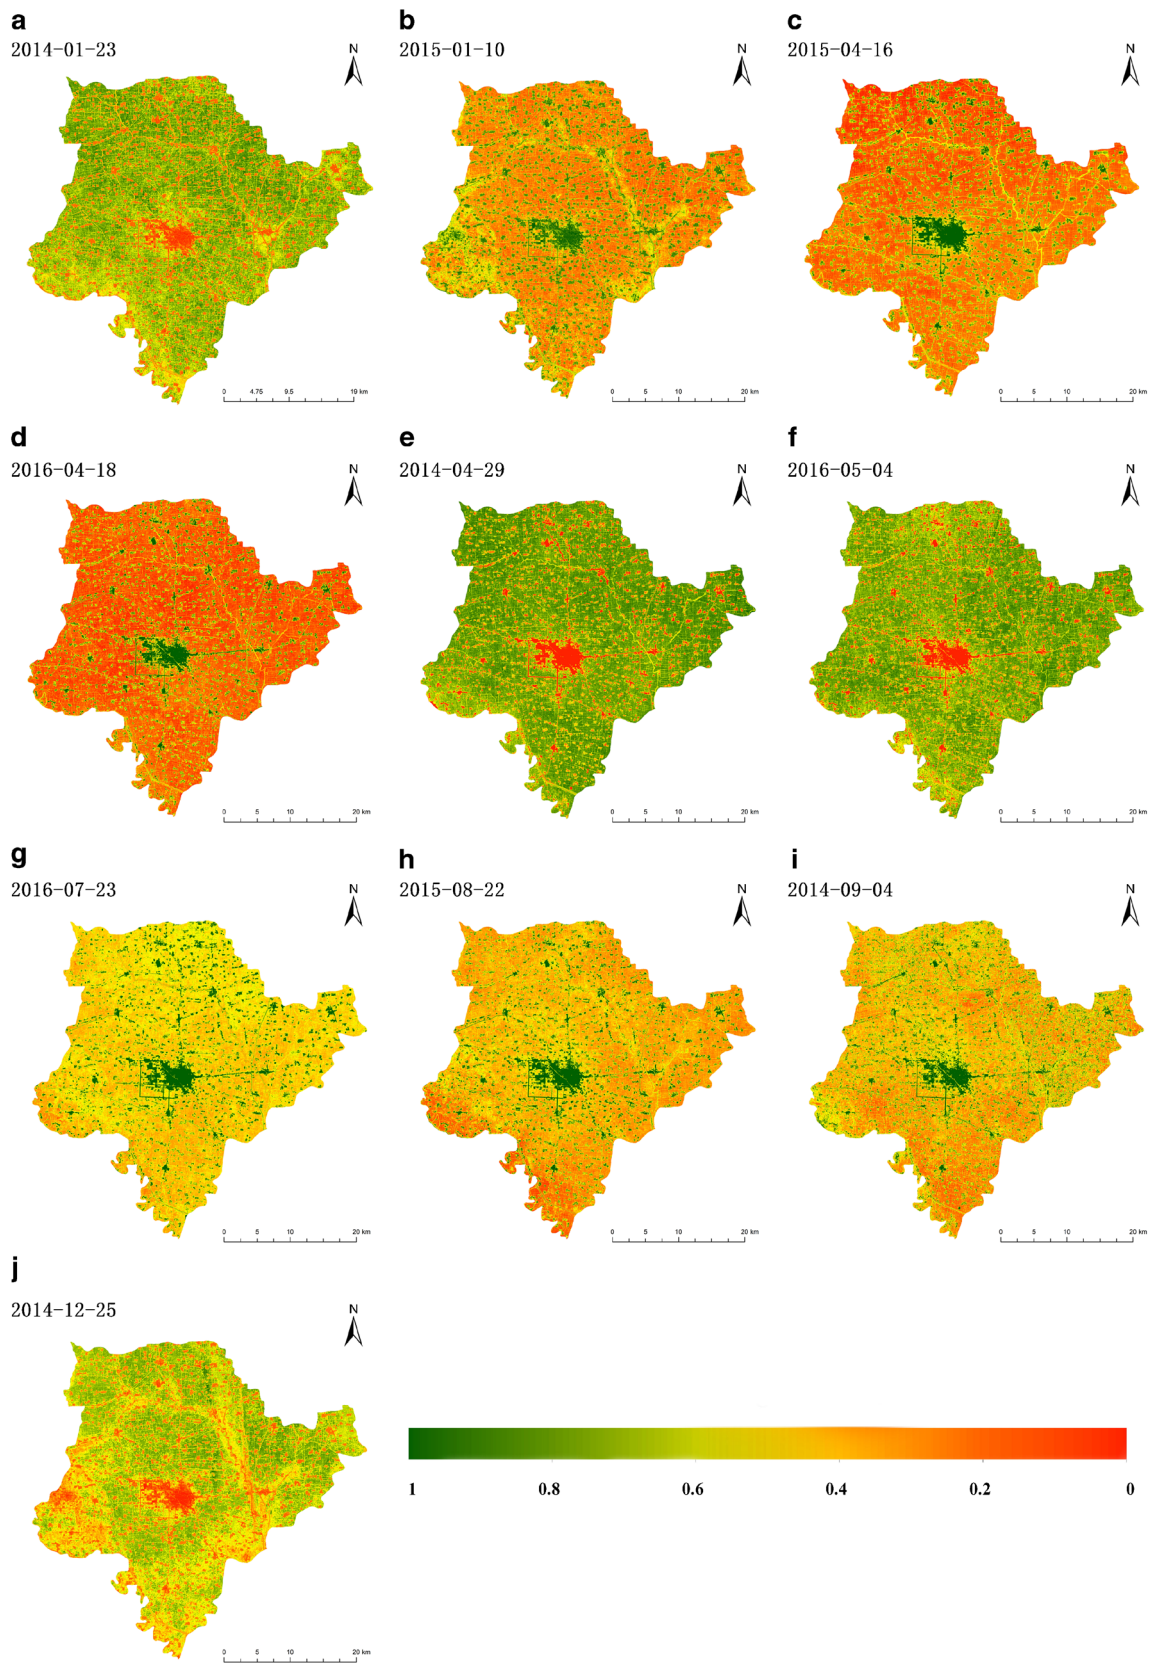 a b c
2014-01-23 2015-01-10 2015-04-16
N N N
0 4.75 9.5 19 km 0 5 10 20 km 0 5 10 20 km
d e f
2016-04-18 2014-04-29 2016-05-04
N N N
0 5 10 20 km 0 5 10 20 km 0 5 10 20 km
g h i
2016-07-23 2015-08-22 2014-09-04
N N N
0 5 10 20 km 0 5 10 20 km 0 5 10 20 km
j
2014-12-25
N
1 0.8 0.6 0.4 0.2 0
0 5 10 20 km